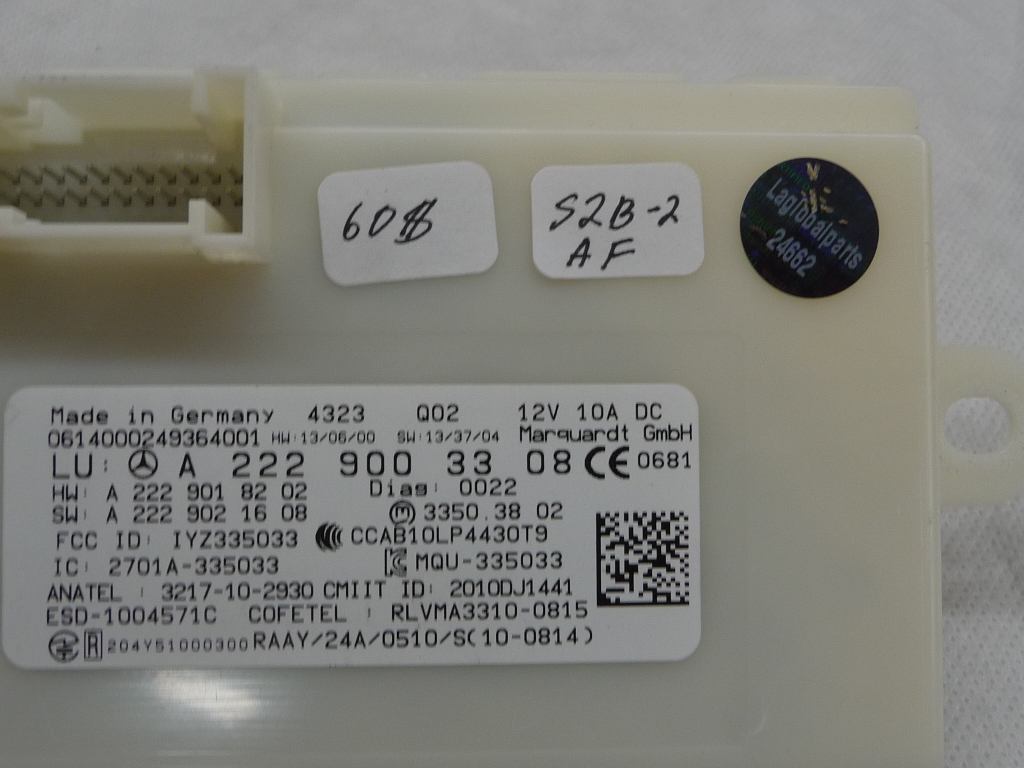 60$
S2B-2
AF
Laglobalparts
24662
Made in Germany 4323 Q02 12V 10A DC
0614000249364001 HW:13/06/00 SW:13/37/04 Marquardt GmbH
LU: A 222 900 33 08 CE 0681
HW: A 222 901 82 02 Diag: 0022
SW: A 222 902 16 08 3350.38 02
FCC ID: IYZ335033 CCAB10LP4430T9
IC: 2701A-335033 MQU-335033
ANATEL : 3217-10-2930 CMIIT ID: 2010DJ1441
ESD-1004571C COFETEL : RLVMA3310-0815
R 204Y51000300 RAAY/24A/0510/S(10-0814)